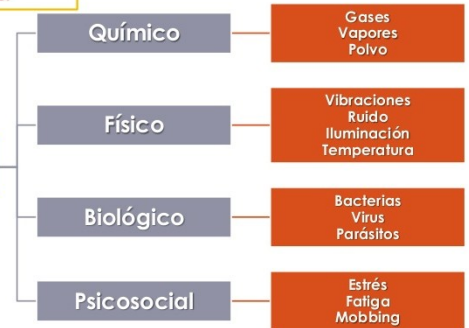 Químico
Gases
Vapores
Polvo
Físico
Vibraciones
Ruido
Iluminación
Temperatura
Biológico
Bacterias
Virus
Parásitos
Psicosocial
Estrés
Fatiga
Mobbing